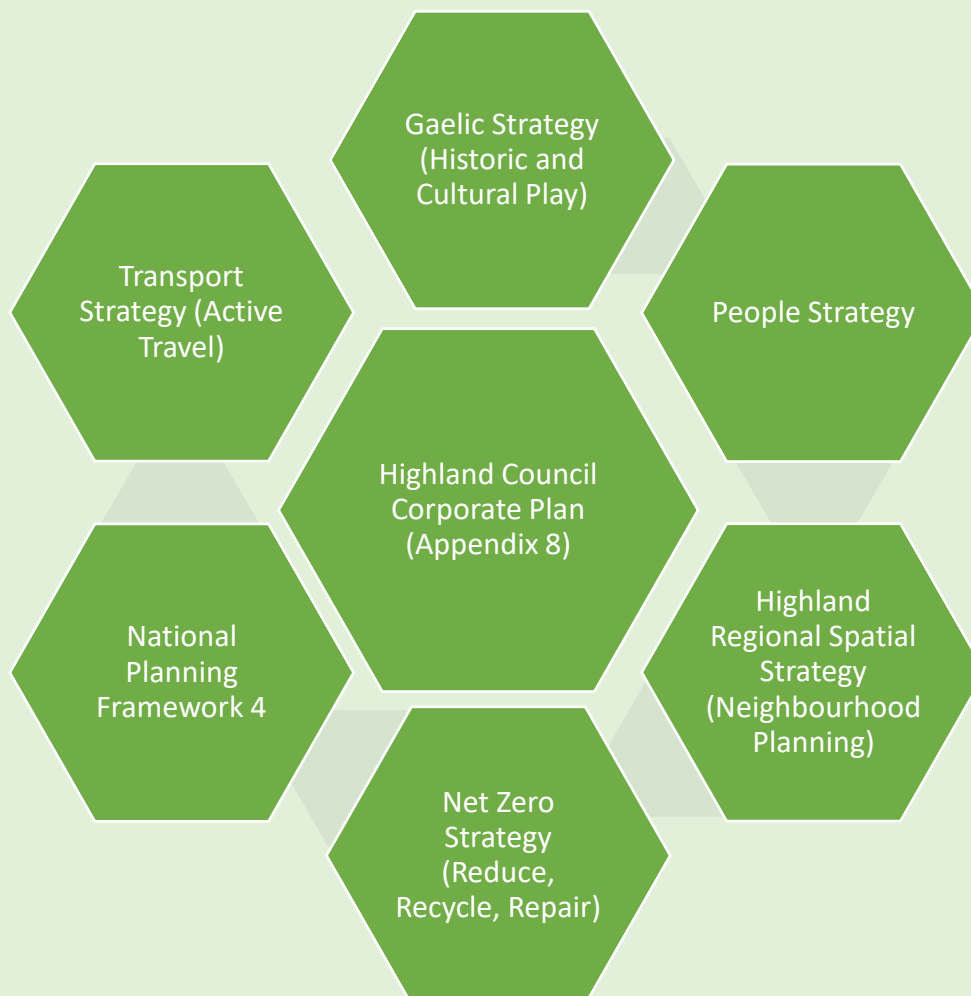 Gaelic Strategy
(Historic and
Cultural Play)
Transport
Strategy (Active
Travel)
People Strategy
Highland Council
Corporate Plan
(Appendix 8)
National
Planning
Framework 4
Highland
Regional Spatial
Strategy
(Neighbourhood
Planning)
Net Zero
Strategy
(Reduce,
Recycle, Repair)